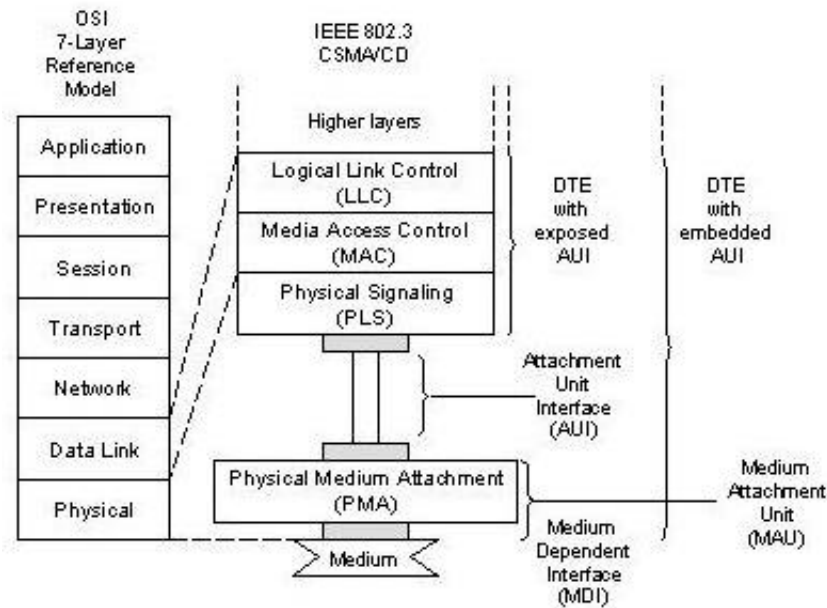 OSI
7-Layer
Reference
Model
Application
Presentation
Session
Transport
Network
Data Link
Physical
IEEE 802.3
CSMA/CD
Higher layers
Logical Link Control
(LLC)
Media Access Control
(MAC)
Physical Signaling
(PLS)
Physical Medium Attachment
(PMA)
Medium
DTE
with
exposed
AUI
DTE
with
embedded
AUI
Attachment
Unit
Interface
(AUI)
Medium
Attachment
Unit
(MAU)
Medium
Dependent
Interface
(MDI)